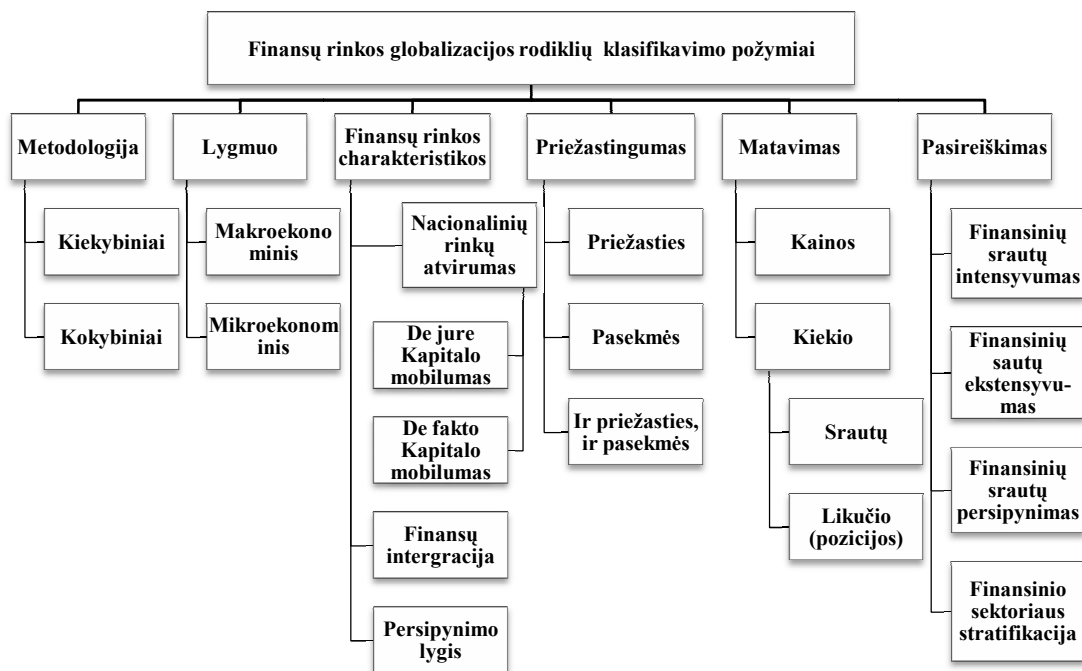 Finansų rinkos globalizacijos rodiklių klasifikavimo požymiai
Metodologija
Kiekybiniai
Kokybiniai
Lygmuo
Makroekono
minis
Mikroekonom
inis
Finansų rinkos
charakteristikos
Nacionalinių
rinkų
atvirumas
De jure
Kapitalo
mobilumas
De fakto
Kapitalo
mobilumas
Finansų
intergracija
Persipynimo
lygis
Priežastingumas
Priežasties
Pasekmės
Ir priežasties,
ir pasekmės
Matavimas
Kainos
Kiekio
Srautų
Likučio
(pozicijos)
Pasireiškimas
Finansinių
srautų
intensyvumas
Finansinių
sautų
ekstensyvu-
mas
Finansinių
srautų
persipynimas
Finansinio
sektoriaus
stratifikacija